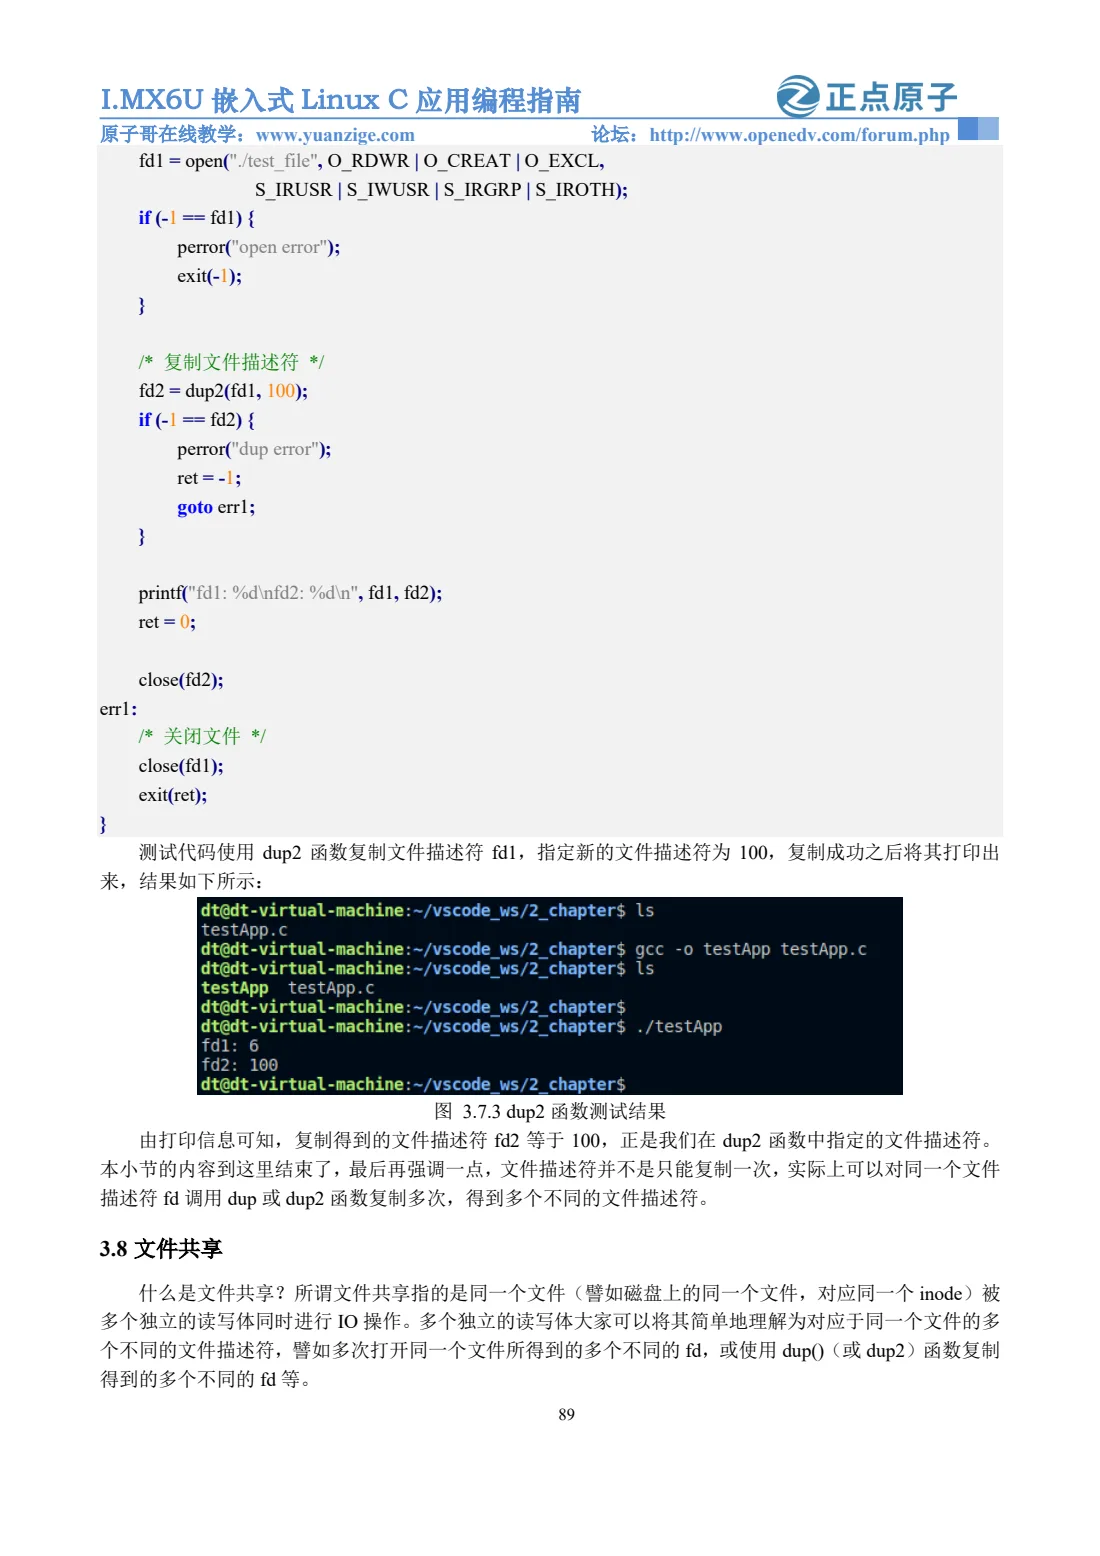 I.MX6U 嵌入式 Linux C 应用编程指南
正点原子
原子哥在线教学：www.yuanzige.com 论坛：http://www.openedv.com/forum.php
fd1 = open("./test_file", O_RDWR | O_CREAT | O_EXCL,
S_IRUSR | S_IWUSR | S_IRGRP | S_IROTH);
if (-1 == fd1) {
perror("open error");
exit(-1);
}
/* 复制文件描述符 */
fd2 = dup2(fd1, 100);
if (-1 == fd2) {
perror("dup error");
ret = -1;
goto err1;
}
printf("fd1: %d\nfd2: %d\n", fd1, fd2);
ret = 0;
close(fd2);
err1:
/* 关闭文件 */
close(fd1);
exit(ret);
}
测试代码使用 dup2 函数复制文件描述符 fd1，指定新的文件描述符为 100，复制成功之后将其打印出
来，结果如下所示：
dt@dt-virtual-machine:~/vscode_ws/2_chapter$ ls
testApp.c
dt@dt-virtual-machine:~/vscode_ws/2_chapter$ gcc -o testApp testApp.c
dt@dt-virtual-machine:~/vscode_ws/2_chapter$ ls
testApp testApp.c
dt@dt-virtual-machine:~/vscode_ws/2_chapter$
dt@dt-virtual-machine:~/vscode_ws/2_chapter$ ./testApp
fd1: 6
fd2: 100
dt@dt-virtual-machine:~/vscode_ws/2_chapter$
图 3.7.3 dup2 函数测试结果
由打印信息可知，复制得到的文件描述符 fd2 等于 100，正是我们在 dup2 函数中指定的文件描述符。
本小节的内容到这里结束了，最后再强调一点，文件描述符并不是只能复制一次，实际上可以对同一个文件
描述符 fd 调用 dup 或 dup2 函数复制多次，得到多个不同的文件描述符。
3.8 文件共享
什么是文件共享？所谓文件共享指的是同一个文件（譬如磁盘上的同一个文件，对应同一个 inode）被
多个独立的读写体同时进行 IO 操作。多个独立的读写体大家可以将其简单地理解为对应于同一个文件的多
个不同的文件描述符，譬如多次打开同一个文件所得到的多个不同的 fd，或使用 dup()（或 dup2）函数复制
得到的多个不同的 fd 等。
89